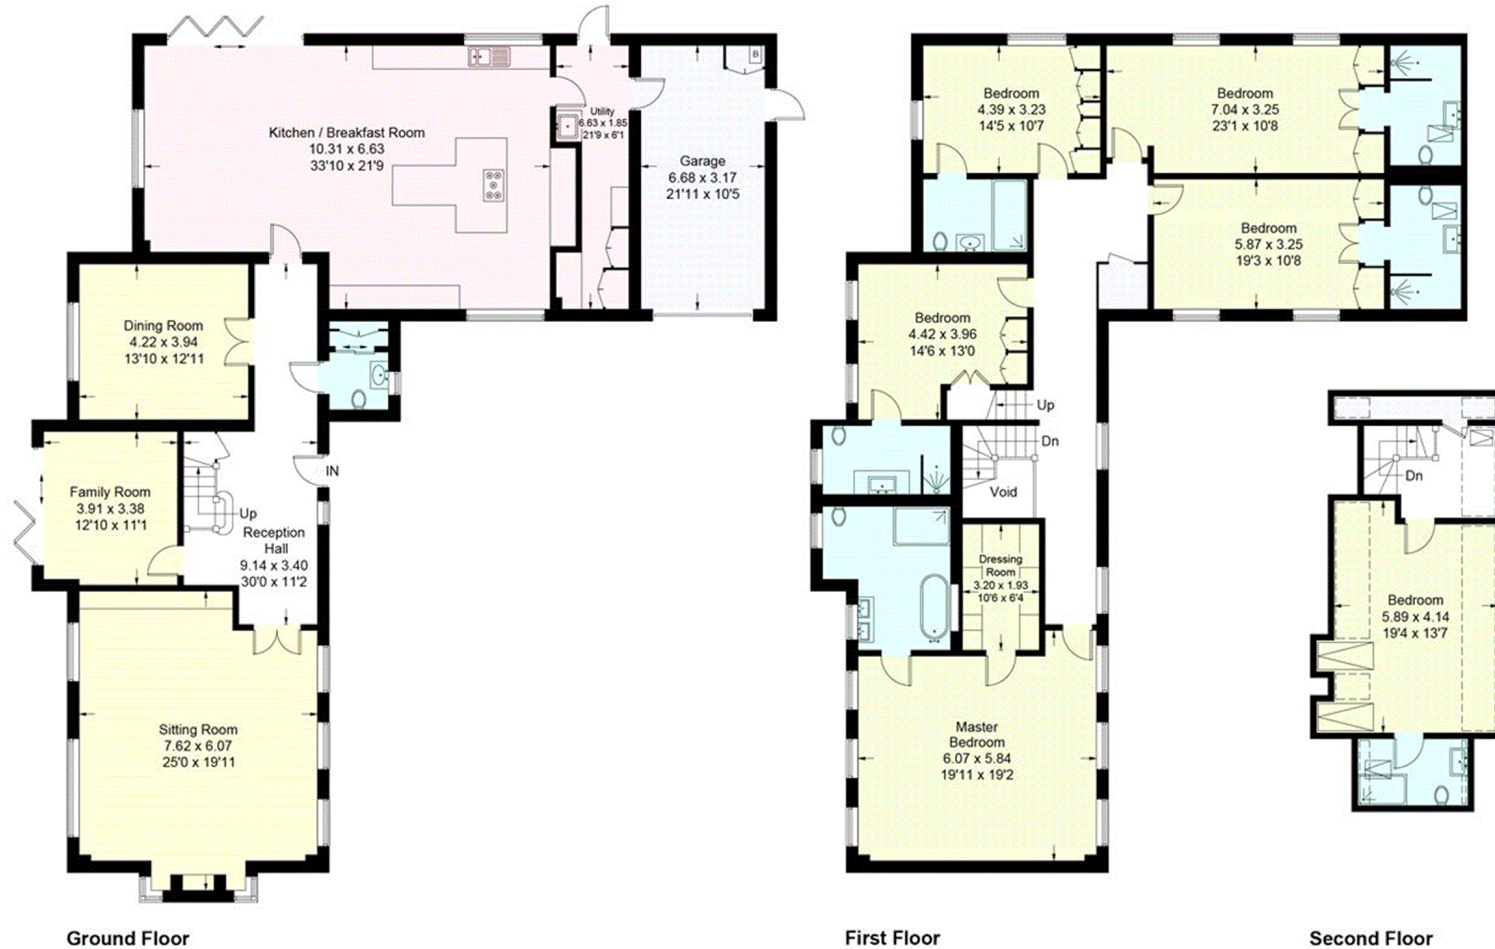 Kitchen / Breakfast Room
10.31 x 6.63
33'10 x 21'9
Utility
6.63 x 1.85
21'9 x 6'1
B
Garage
6.68 x 3.17
21'11 x 10'5
Dining Room
4.22 x 3.94
13'10 x 12'11
IN
Family Room
3.91 x 3.38
12'10 x 11'1
Up
Reception
Hall
9.14 x 3.40
30'0 x 11'2
Sitting Room
7.62 x 6.07
25'0 x 19'11
Ground Floor
Bedroom
4.39 x 3.23
14'5 x 10'7
Bedroom
7.04 x 3.25
23'1 x 10'8
Bedroom
5.87 x 3.25
19'3 x 10'8
Bedroom
4.42 x 3.96
14'6 x 13'0
Up
Dn
Void
Dressing
Room
3.20 x 1.93
10'6 x 6'4
Master
Bedroom
6.07 x 5.84
19'11 x 19'2
First Floor
Dn
Bedroom
5.89 x 4.14
19'4 x 13'7
Second Floor